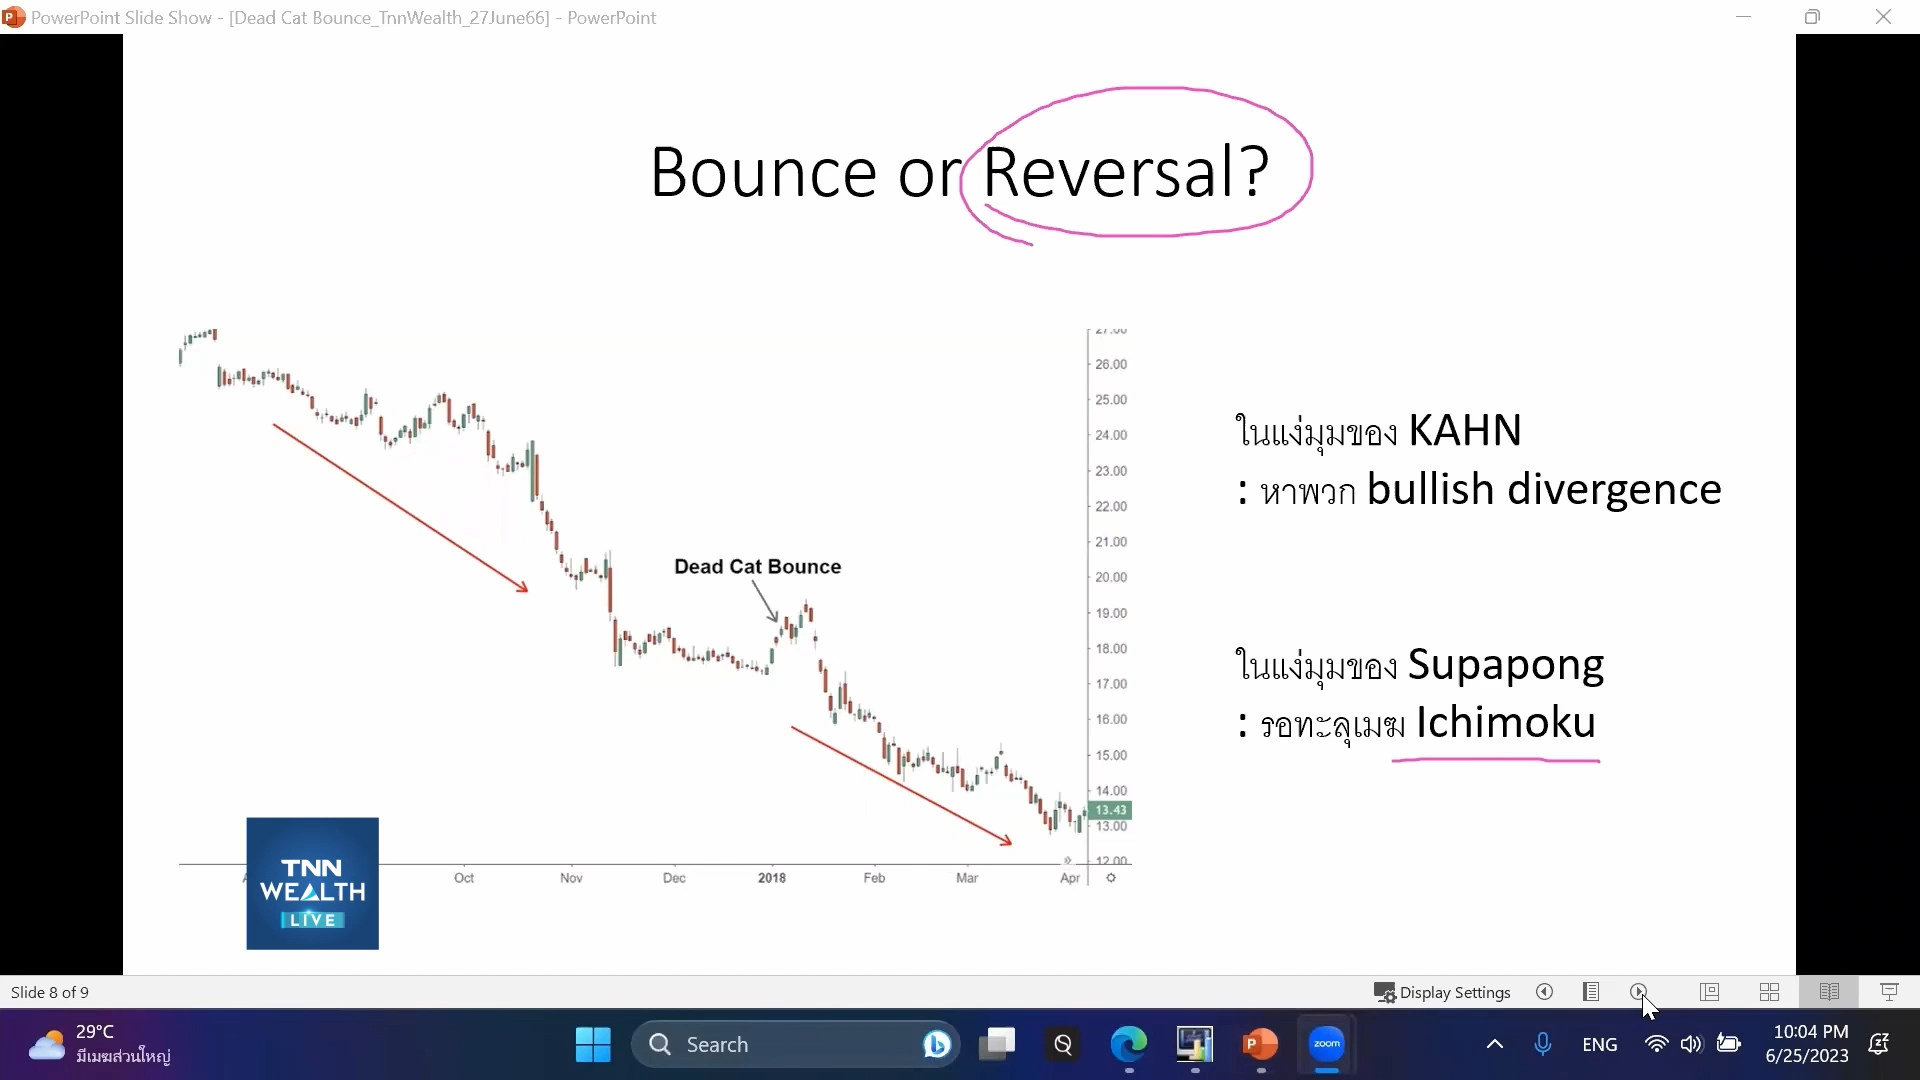 PowerPoint Slide Show - [Dead Cat Bounce_TnnWealth_27June66] - PowerPoint
Bounce or Reversal?
27.00
26.00
25.00
24.00
23.00
22.00
21.00
20.00
19.00
18.00
17.00
16.00
15.00
14.00
13.43
13.00
12.00
Dead Cat Bounce
Oct
Nov
Dec
2018
Feb
Mar
Apr
ในแง่มุมของ KAHN
: หาพวก bullish divergence
ในแง่มุมของ Supapong
: รอทะลุเมฆ Ichimoku
TNN
WEALTH
LIVE
Slide 8 of 9
Display Settings
29°C
มีเมฆส่วนใหญ่
Search
zoom
ENG
10:04 PM
6/25/2023